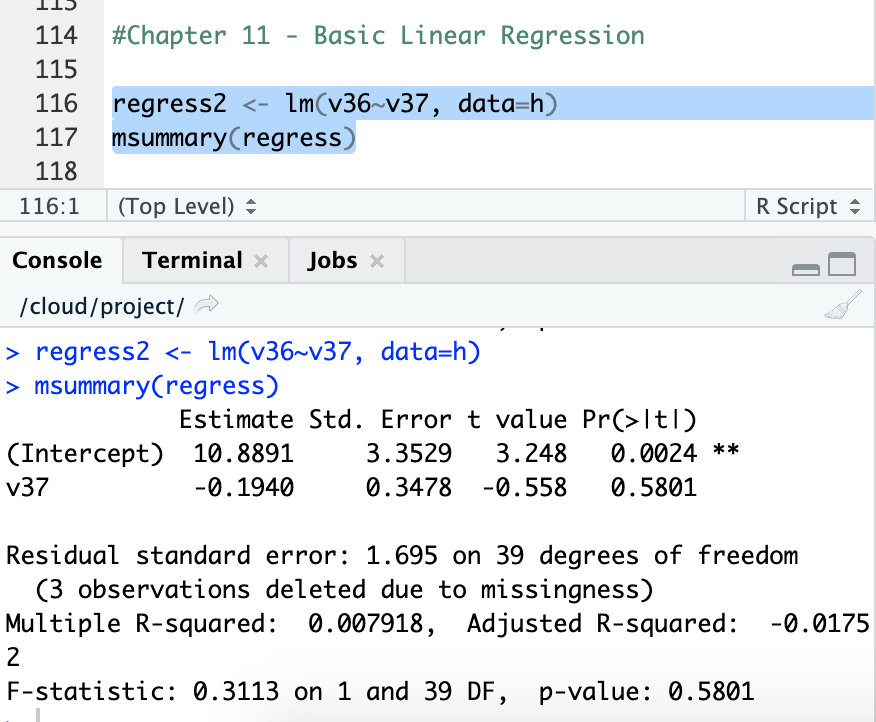 113
114 #Chapter 11 - Basic Linear Regression
115
116 regress2 <- lm(v36~v37, data=h)
117 msummary(regress)
118
116:1 (Top Level) R Script
Console Terminal Jobs
/cloud/project/
> regress2 <- lm(v36~v37, data=h)
> msummary(regress)
Estimate Std. Error t value Pr(>|t|)
(Intercept) 10.8891 3.3529 3.248 0.0024 **
v37 -0.1940 0.3478 -0.558 0.5801
Residual standard error: 1.695 on 39 degrees of freedom
(3 observations deleted due to missingness)
Multiple R-squared: 0.007918, Adjusted R-squared: -0.0175
2
F-statistic: 0.3113 on 1 and 39 DF, p-value: 0.5801